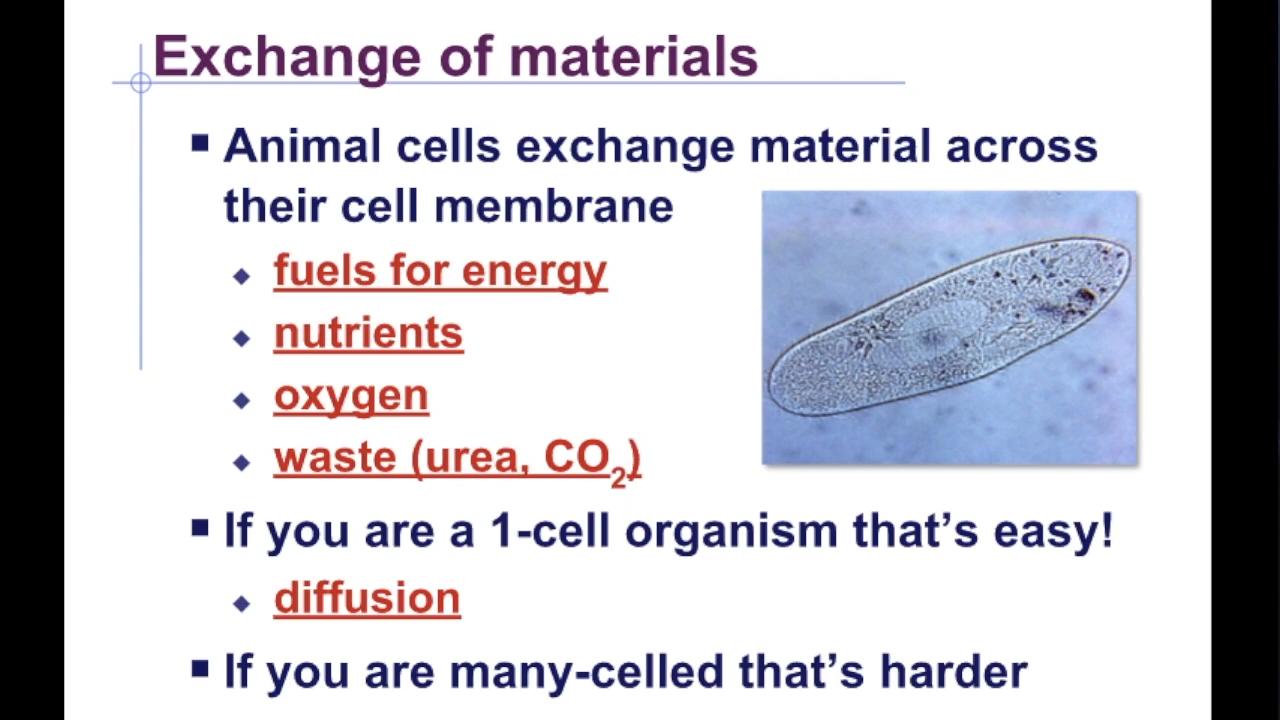 Exchange of materials
Animal cells exchange material across
their cell membrane
fuels for energy
nutrients
oxygen
waste (urea, CO₂)
If you are a 1-cell organism that’s easy!
diffusion
If you are many-celled that’s harder